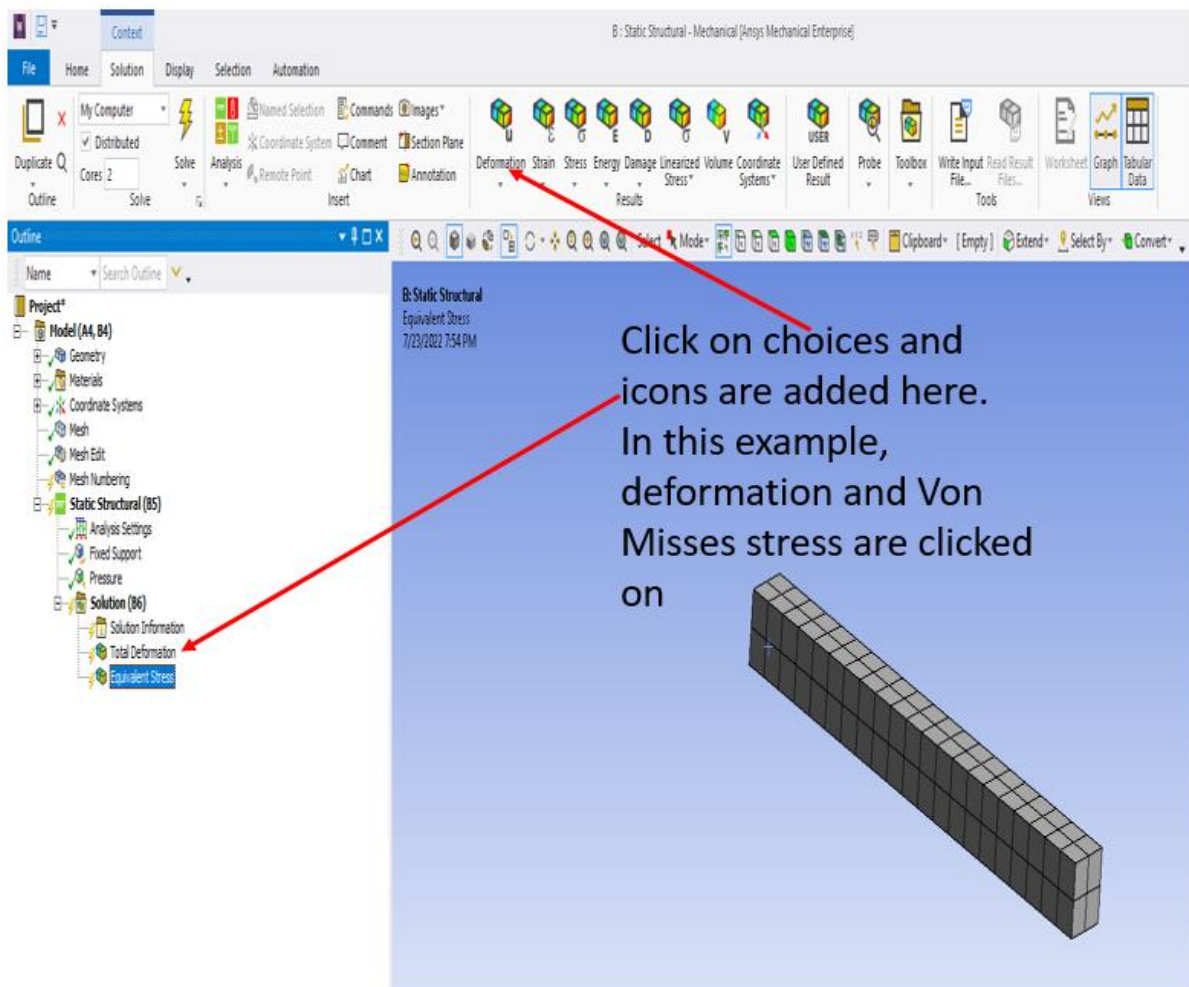 Context
B : Static Structural - Mechanical [Ansys Mechanical Enterprise]
File Home Solution Display Selection Automation
Duplicate
Outline
My Computer
Distributed
Cores 2
Solve
Solve
Analysis
Named Selection
Coordinate System
Remote Point
Commands
Comment
Chart
Images
Section Plane
Annotation
Insert
u ε σ E D σ V
Deformation Strain Stress Energy Damage Linearized Stress Volume Coordinate Systems
Results
USER
User Defined Result
Probe
Toolbox
Write Input File...
Read Result Files...
Tools
Worksheet
Graph
Tabular Data
Views
Outline
Select Mode Clipboard [Empty] Extend Select By Convert
Name Search Outline
Project*
Model (A4, B4)
Geometry
Materials
Coordinate Systems
Mesh
Mesh Edit
Mesh Numbering
Static Structural (B5)
Analysis Settings
Fixed Support
Pressure
Solution (B6)
Solution Information
Total Deformation
Equivalent Stress
B: Static Structural
Equivalent Stress
7/23/2022 7:54 PM
Click on choices and
icons are added here.
In this example,
deformation and Von
Misses stress are clicked
on